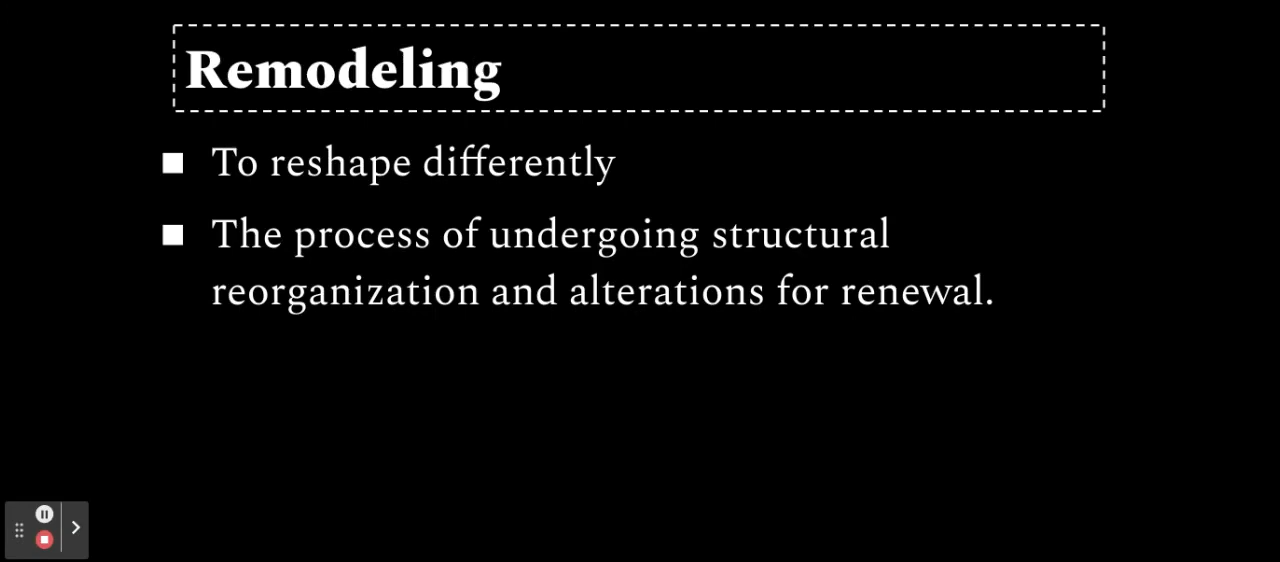 Remodeling
To reshape differently
The process of undergoing structural
reorganization and alterations for renewal.